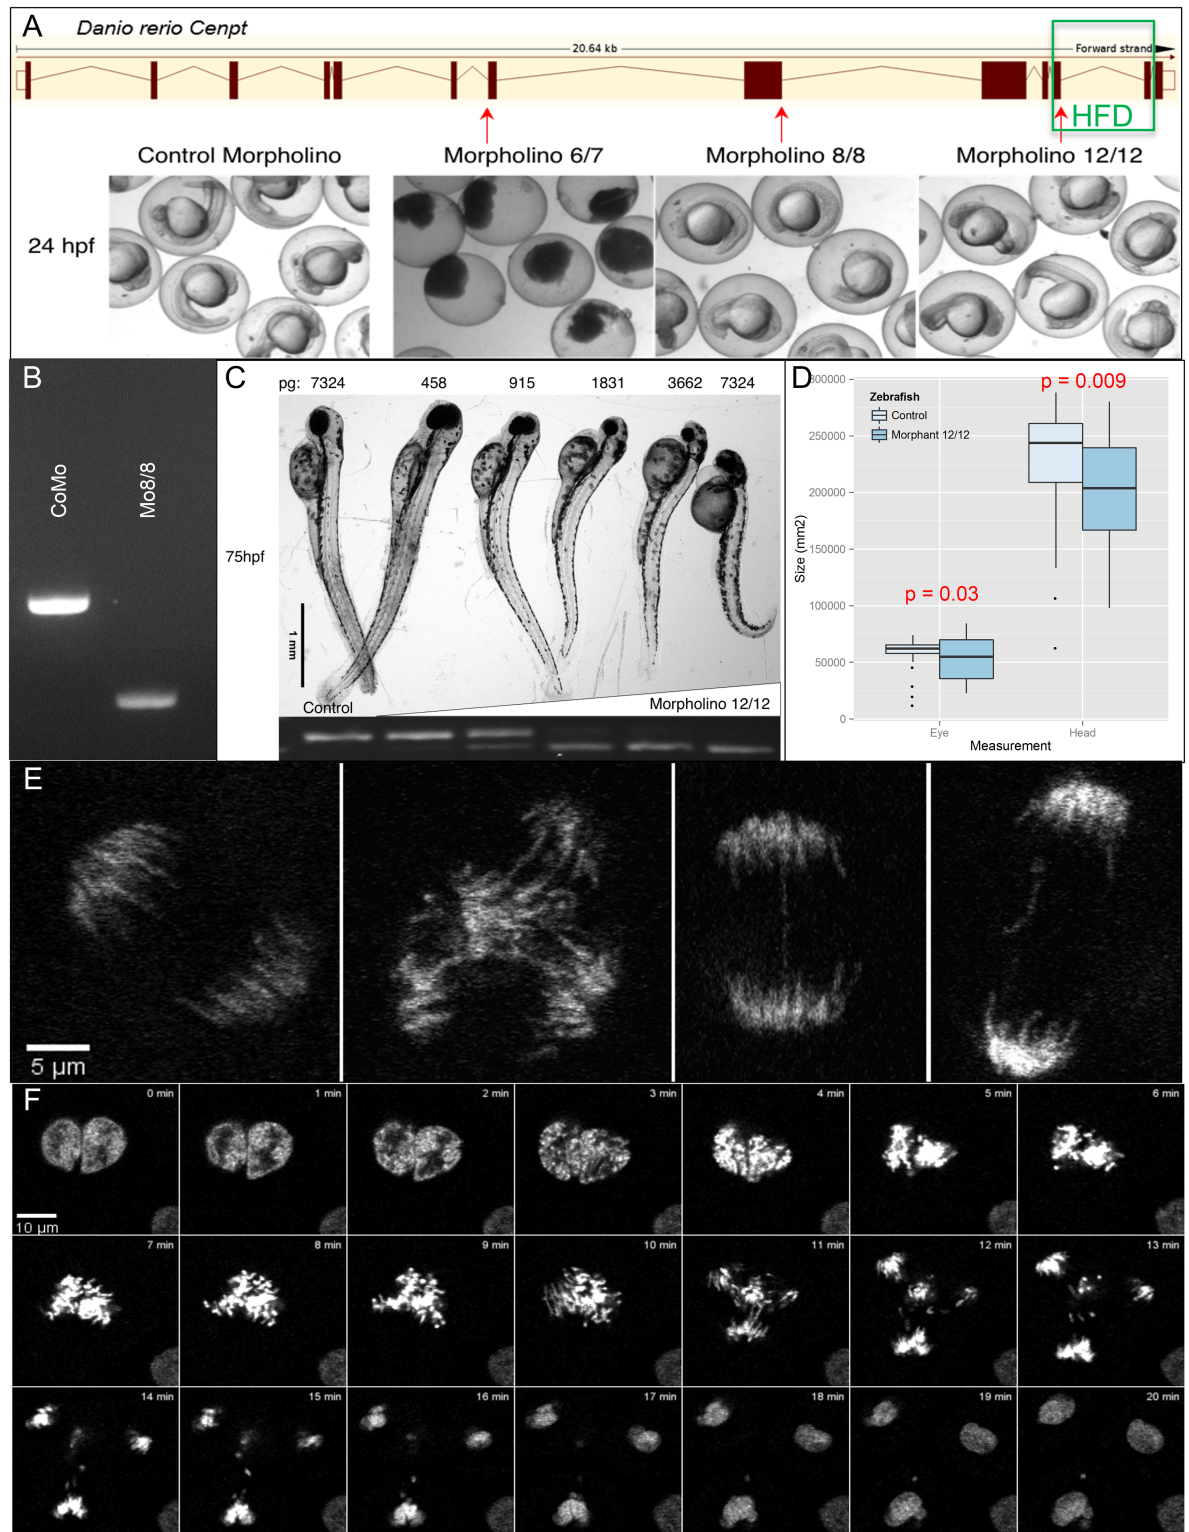 A
Danio rerio Cenpt
20.64 kb
Forward strand
HFD
Control Morpholino
Morpholino 6/7
Morpholino 8/8
Morpholino 12/12
24 hpf
B
CoMo
Mo8/8
C
pg: 7324 458 915 1831 3662 7324
75hpf
1 mm
Control
Morpholino 12/12
D
300000
p = 0.009
Zebrafish
Control
Morphant 12/12
250000
200000
Size (mm2)
150000
p = 0.03
100000
50000
0
Eye
Head
Measurement
E
5 µm
F
0 min
1 min
2 min
3 min
4 min
5 min
6 min
10 µm
7 min
8 min
9 min
10 min
11 min
12 min
13 min
14 min
15 min
16 min
17 min
18 min
19 min
20 min